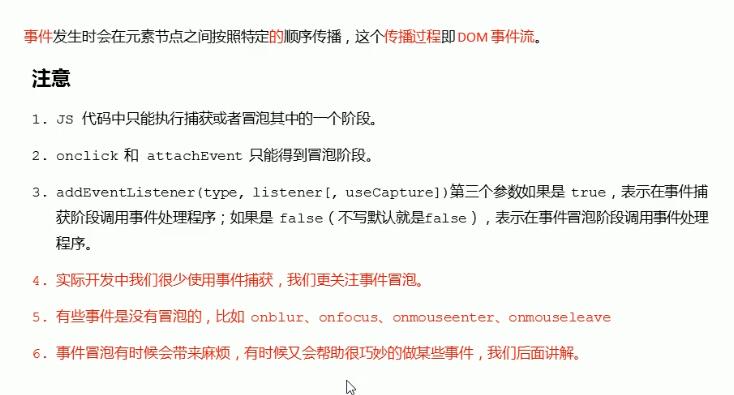 事件发生时会在元素节点之间按照特定的顺序传播，这个传播过程即DOM 事件流。
注意
1. JS 代码中只能执行捕获或者冒泡其中的一个阶段。
2. onclick 和 attachEvent 只能得到冒泡阶段。
3. addEventListener(type, listener[, useCapture])第三个参数如果是 true，表示在事件捕
获阶段调用事件处理程序；如果是 false（不写默认就是false），表示在事件冒泡阶段调用事件处理
程序。
4. 实际开发中我们很少使用事件捕获，我们更关注事件冒泡。
5. 有些事件是没有冒泡的，比如 onblur、onfocus、onmouseenter、onmouseleave
6. 事件冒泡有时候会带来麻烦，有时候又会帮助很巧妙的做某些事件，我们后面讲解。